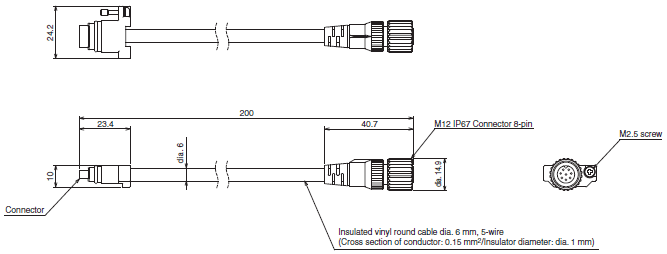 24.2
200
23.4
40.7
M12 IP67 Connector 8-pin
M2.5 screw
dia. 6
10
dia. 14.9
Connector
Insulated vinyl round cable dia. 6 mm, 5-wire
(Cross section of conductor: 0.15 mm²/Insulator diameter: dia. 1 mm)